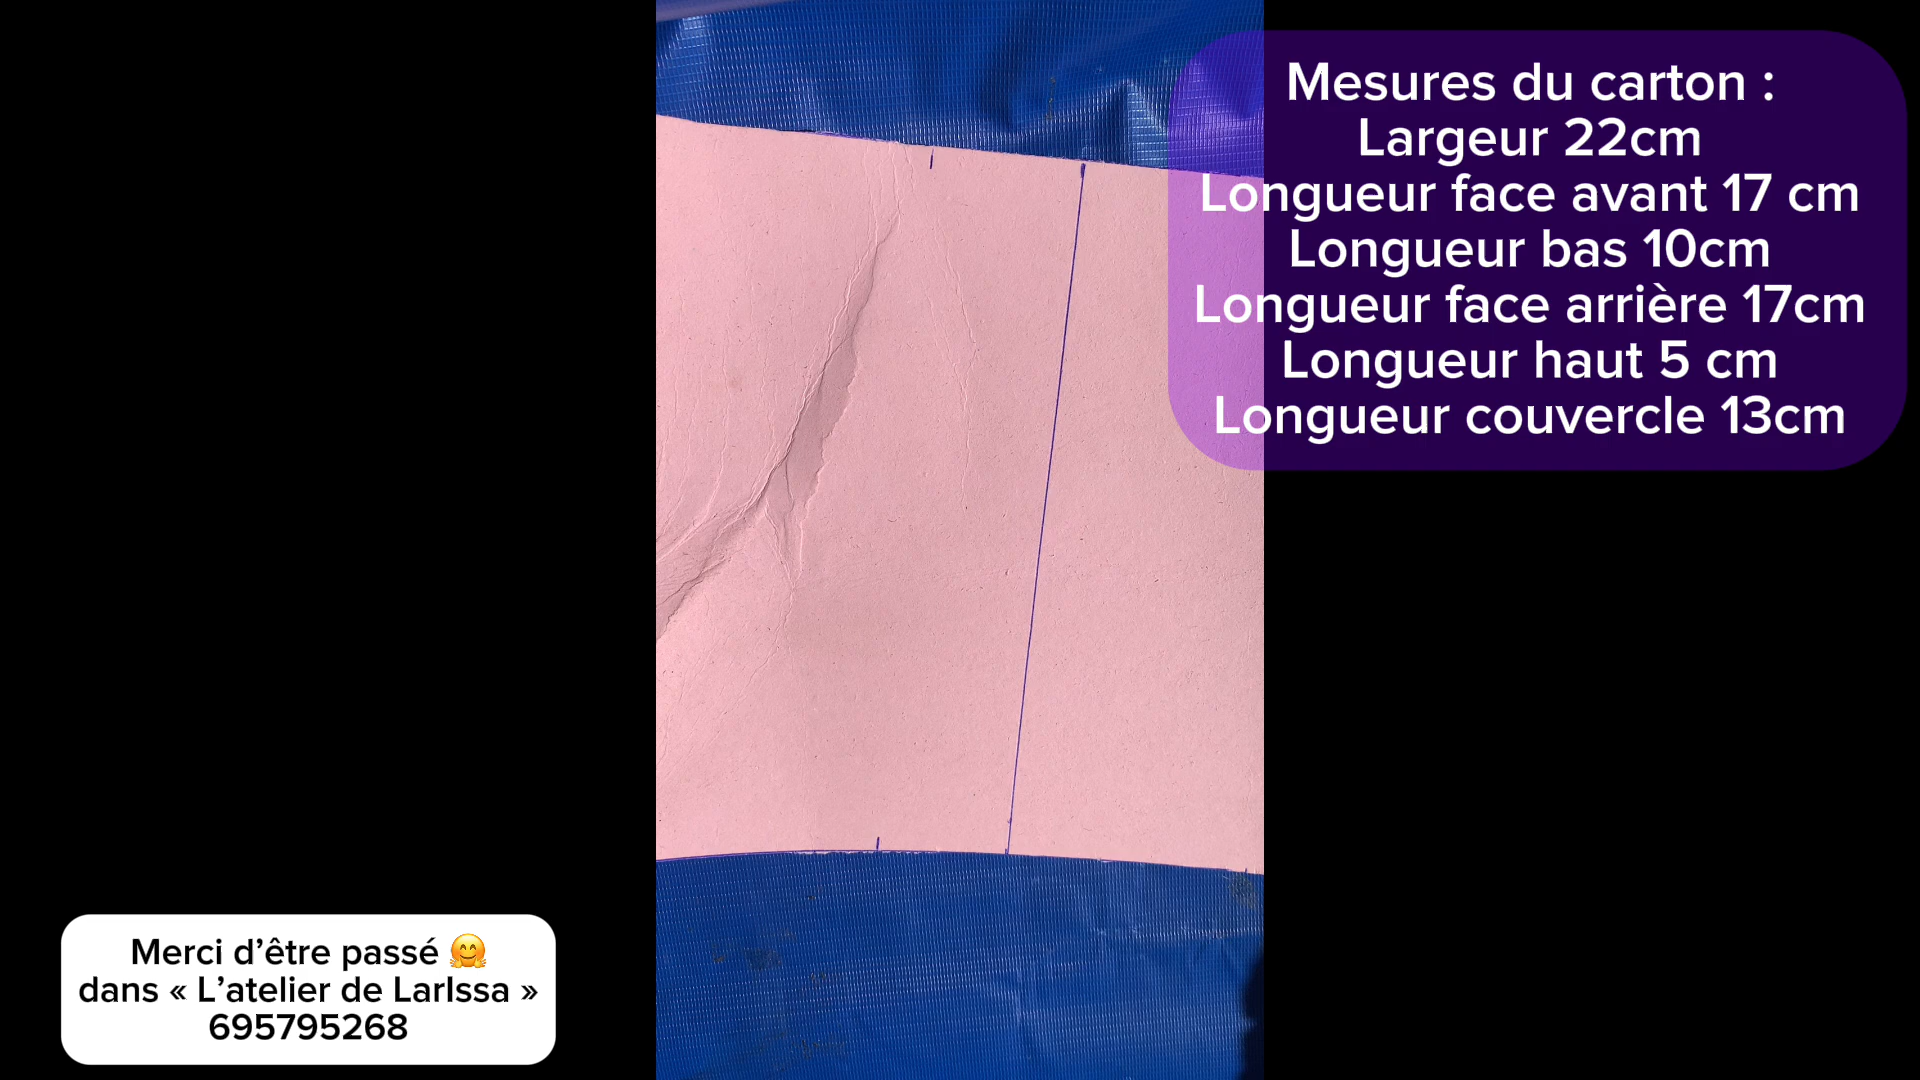 Mesures du carton :
Largeur 22cm
Longueur face avant 17 cm
Longueur bas 10cm
Longueur face arrière 17cm
Longueur haut 5 cm
Longueur couvercle 13cm
Merci d’être passé 🤗
dans « L’atelier de LarIssa »
695795268